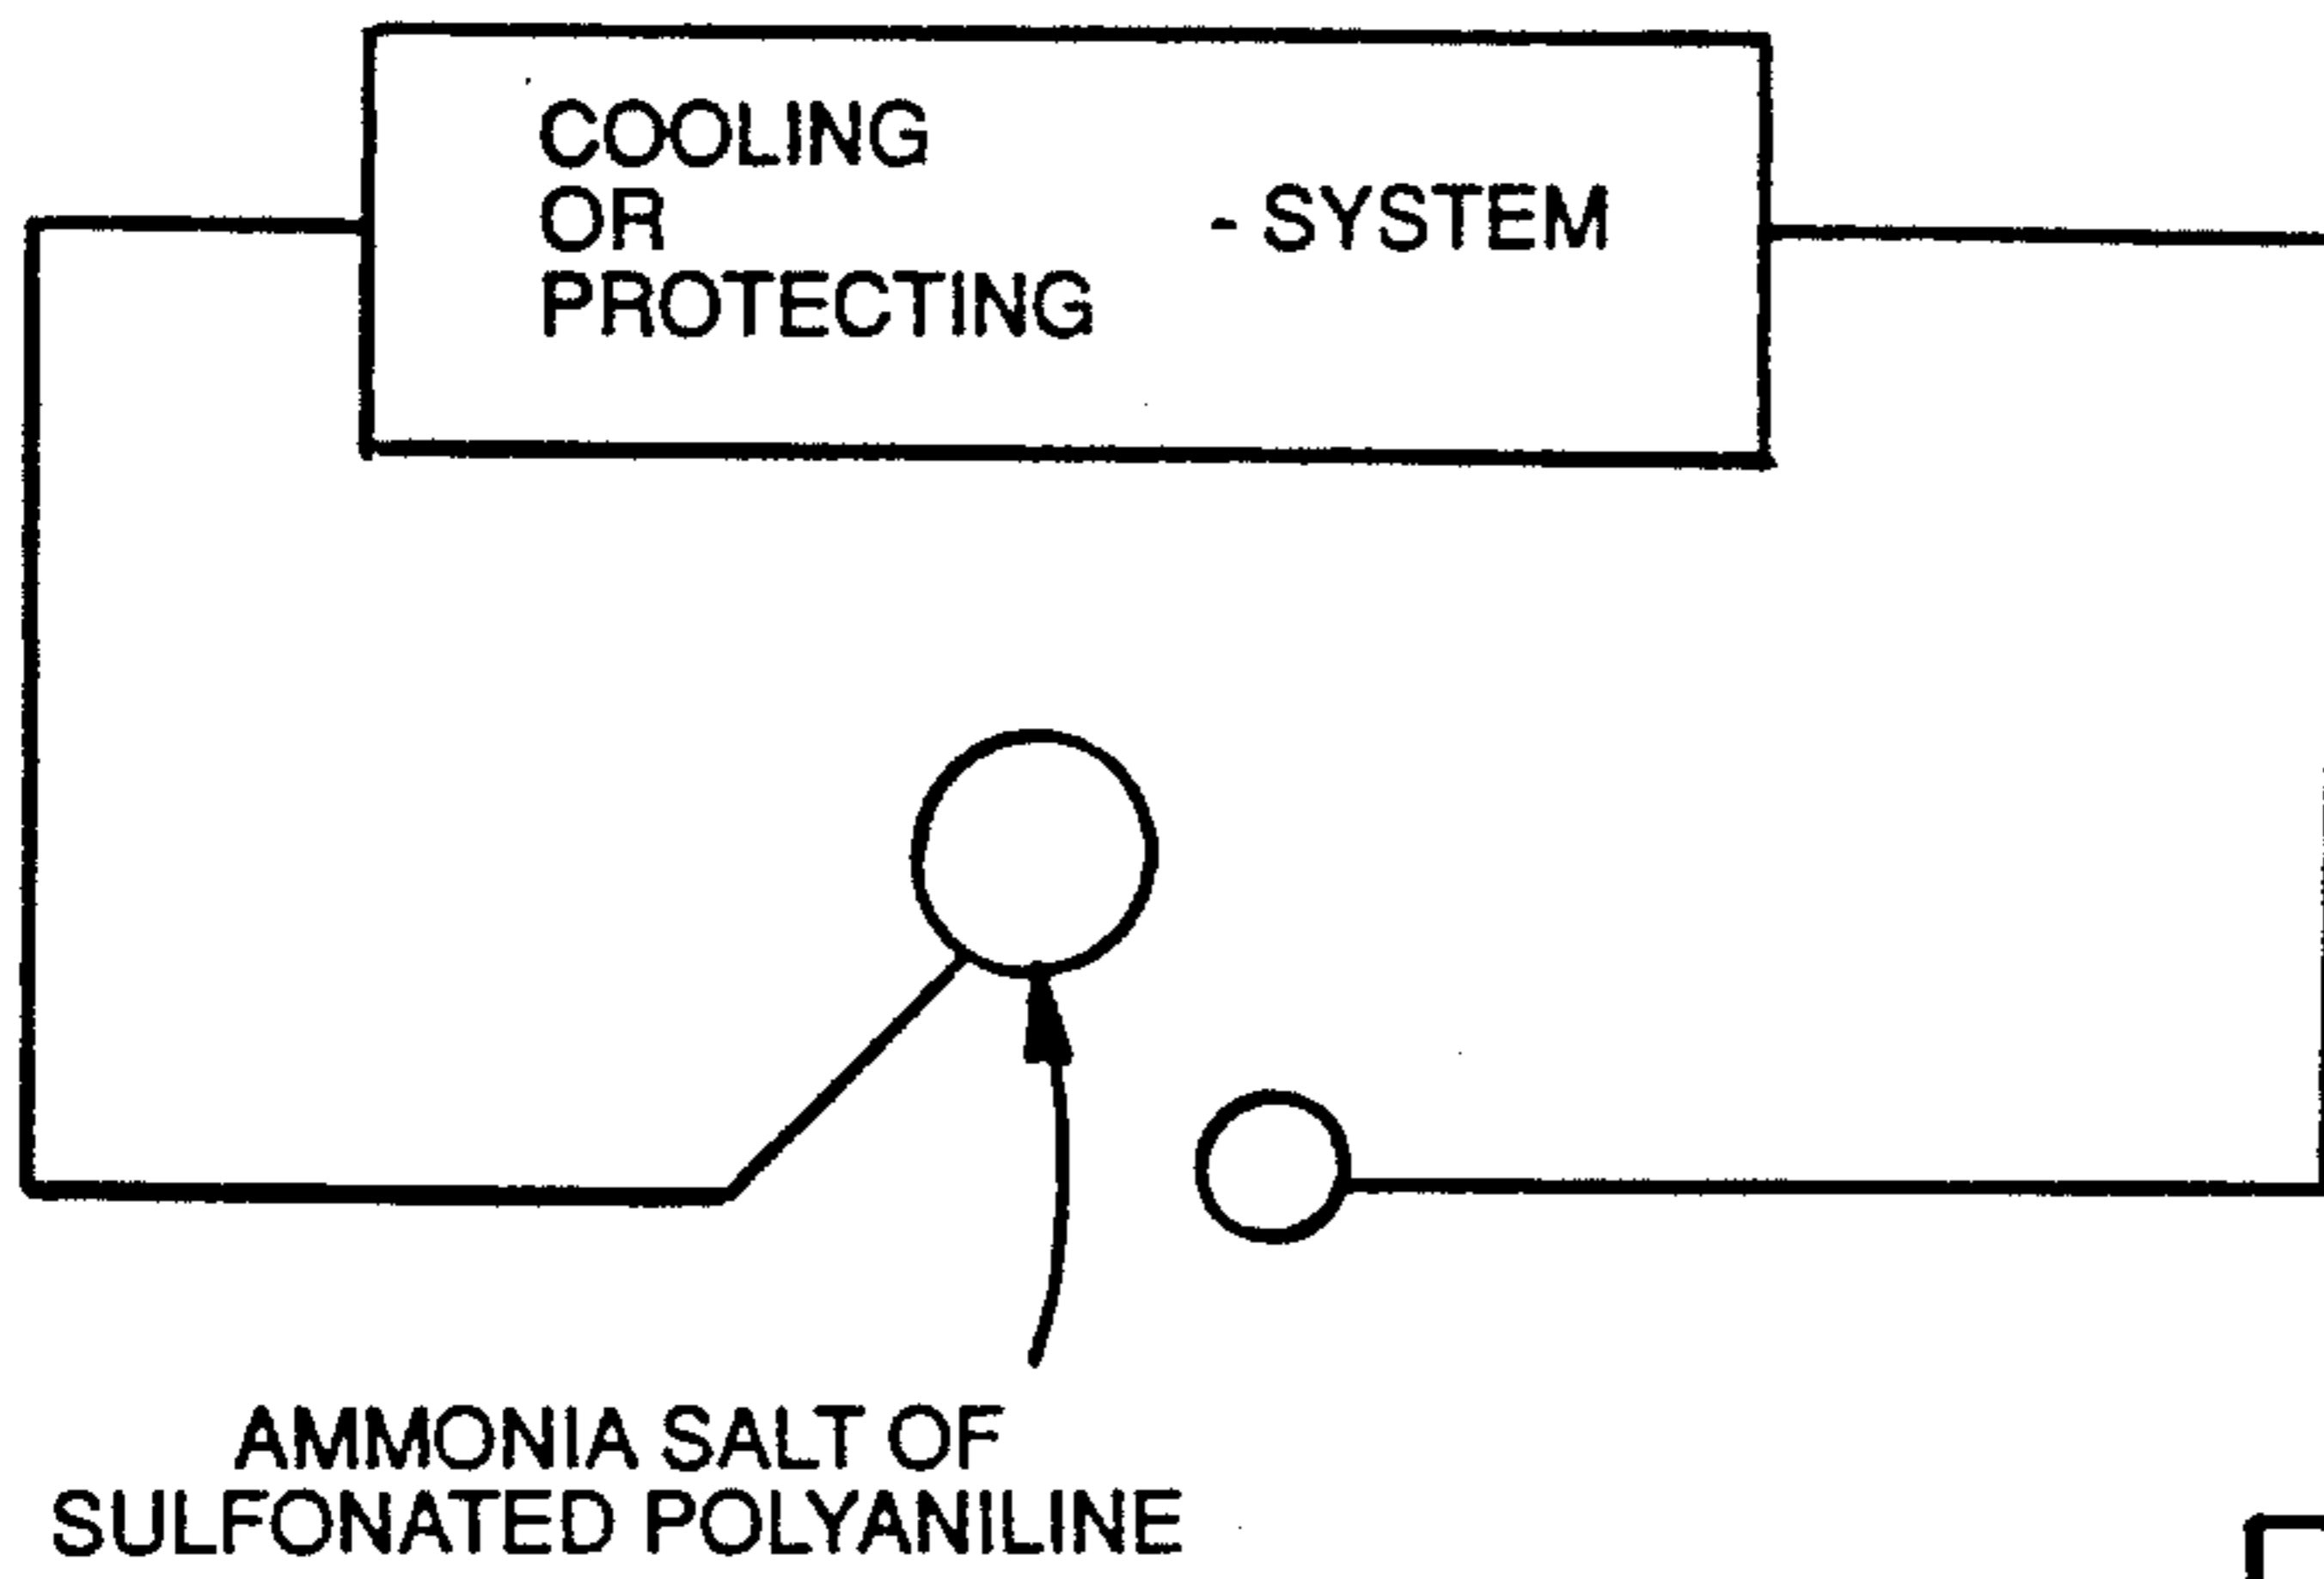 COOLING
OR - SYSTEM
PROTECTING
AMMONIA SALT OF
SULFONATED POLYANILINE